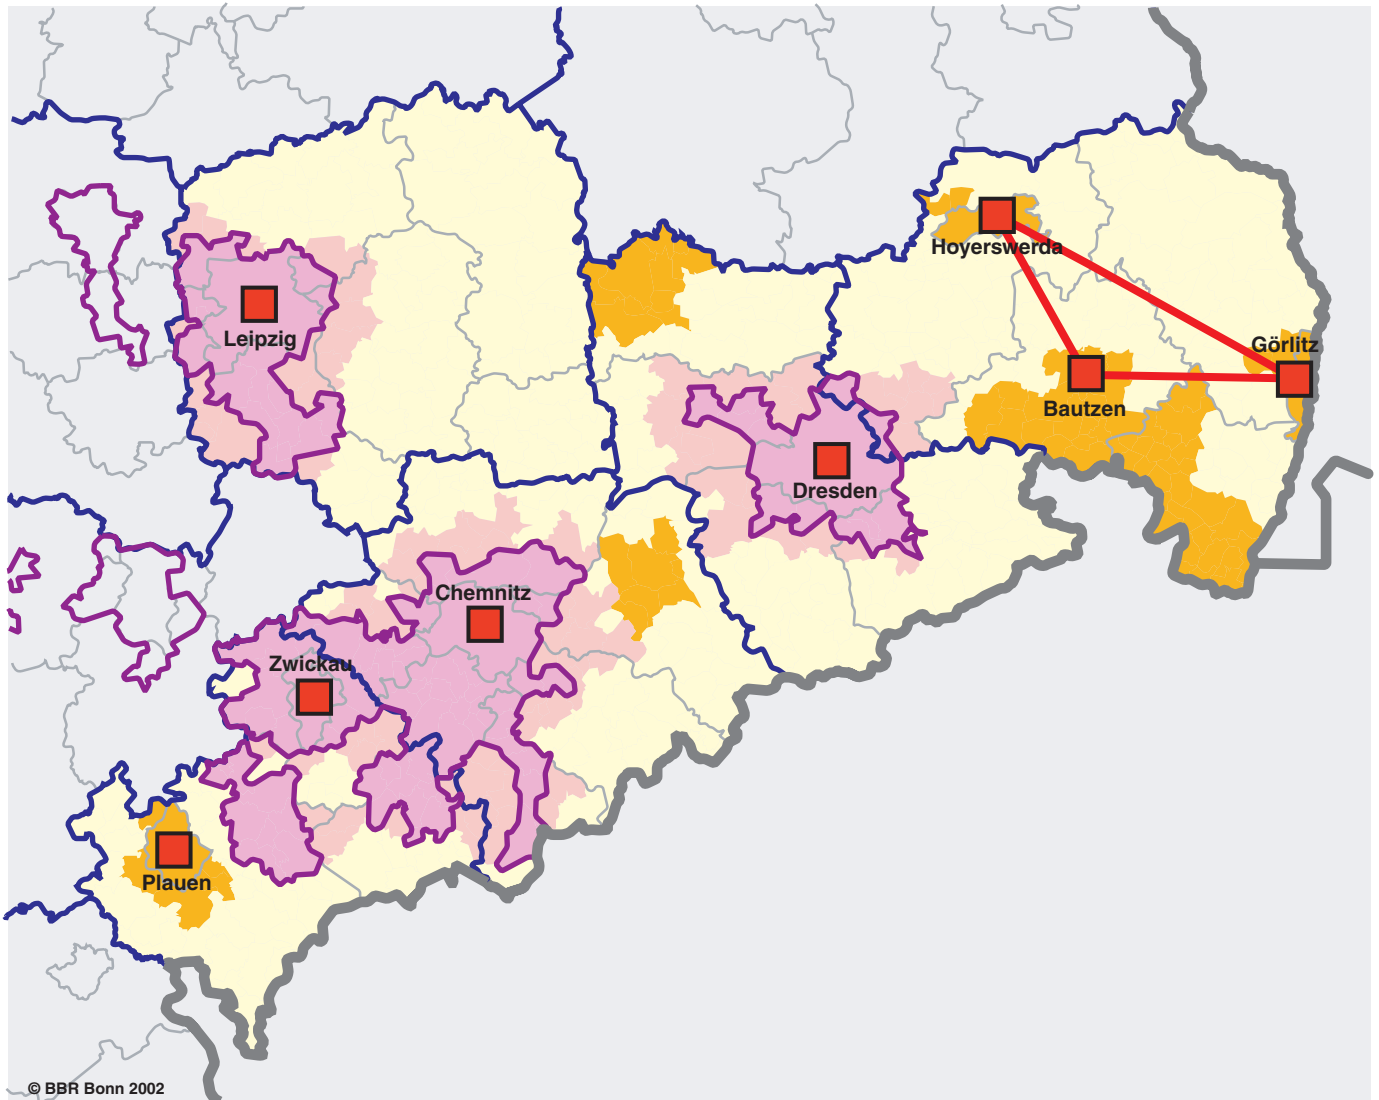 Hoyerswerda
Leipzig
Görlitz
Bautzen
Dresden
Chemnitz
Zwickau
Plauen
© BBR Bonn 2002